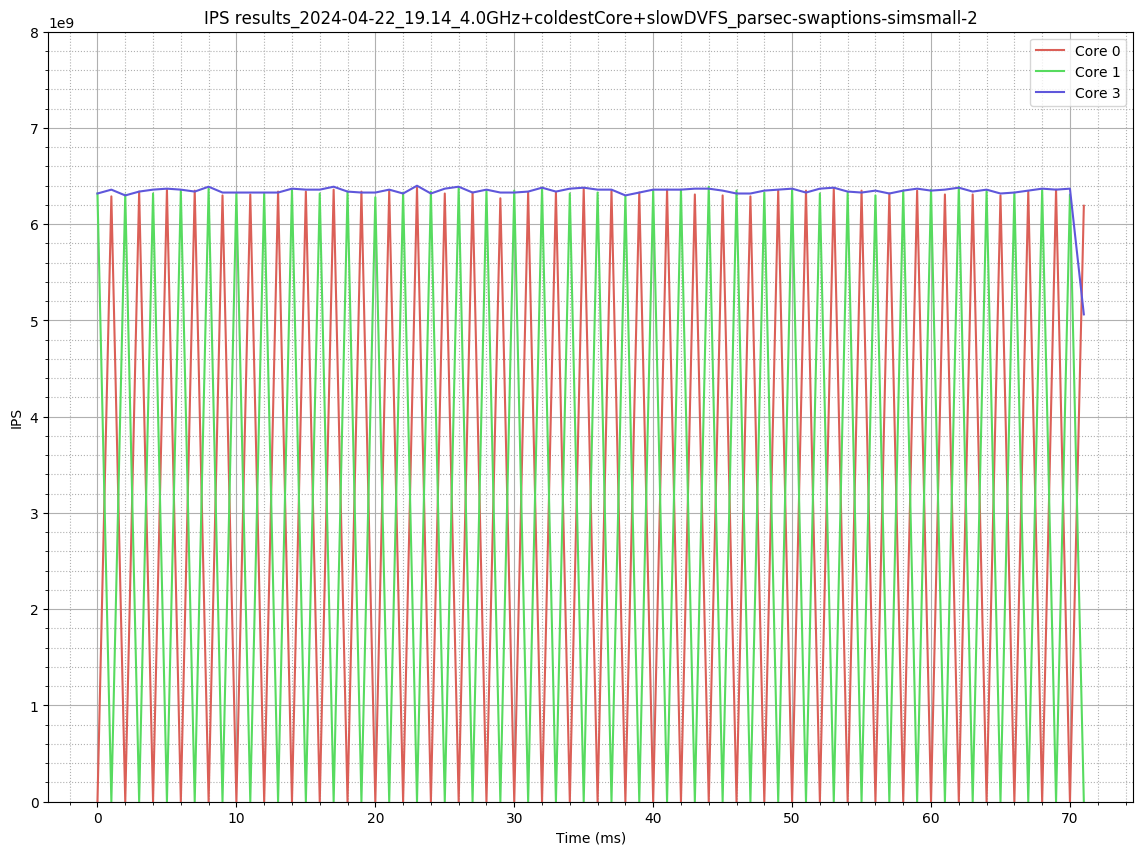 IPS results_2024-04-22_19.14_4.0GHz+coldestCore+slowDVFS_parsec-swaptions-simsmall-2
1e9
Core 0
Core 1
Core 3
8
7
6
5
4
3
2
1
0
IPS
0 10 20 30 40 50 60 70
Time (ms)